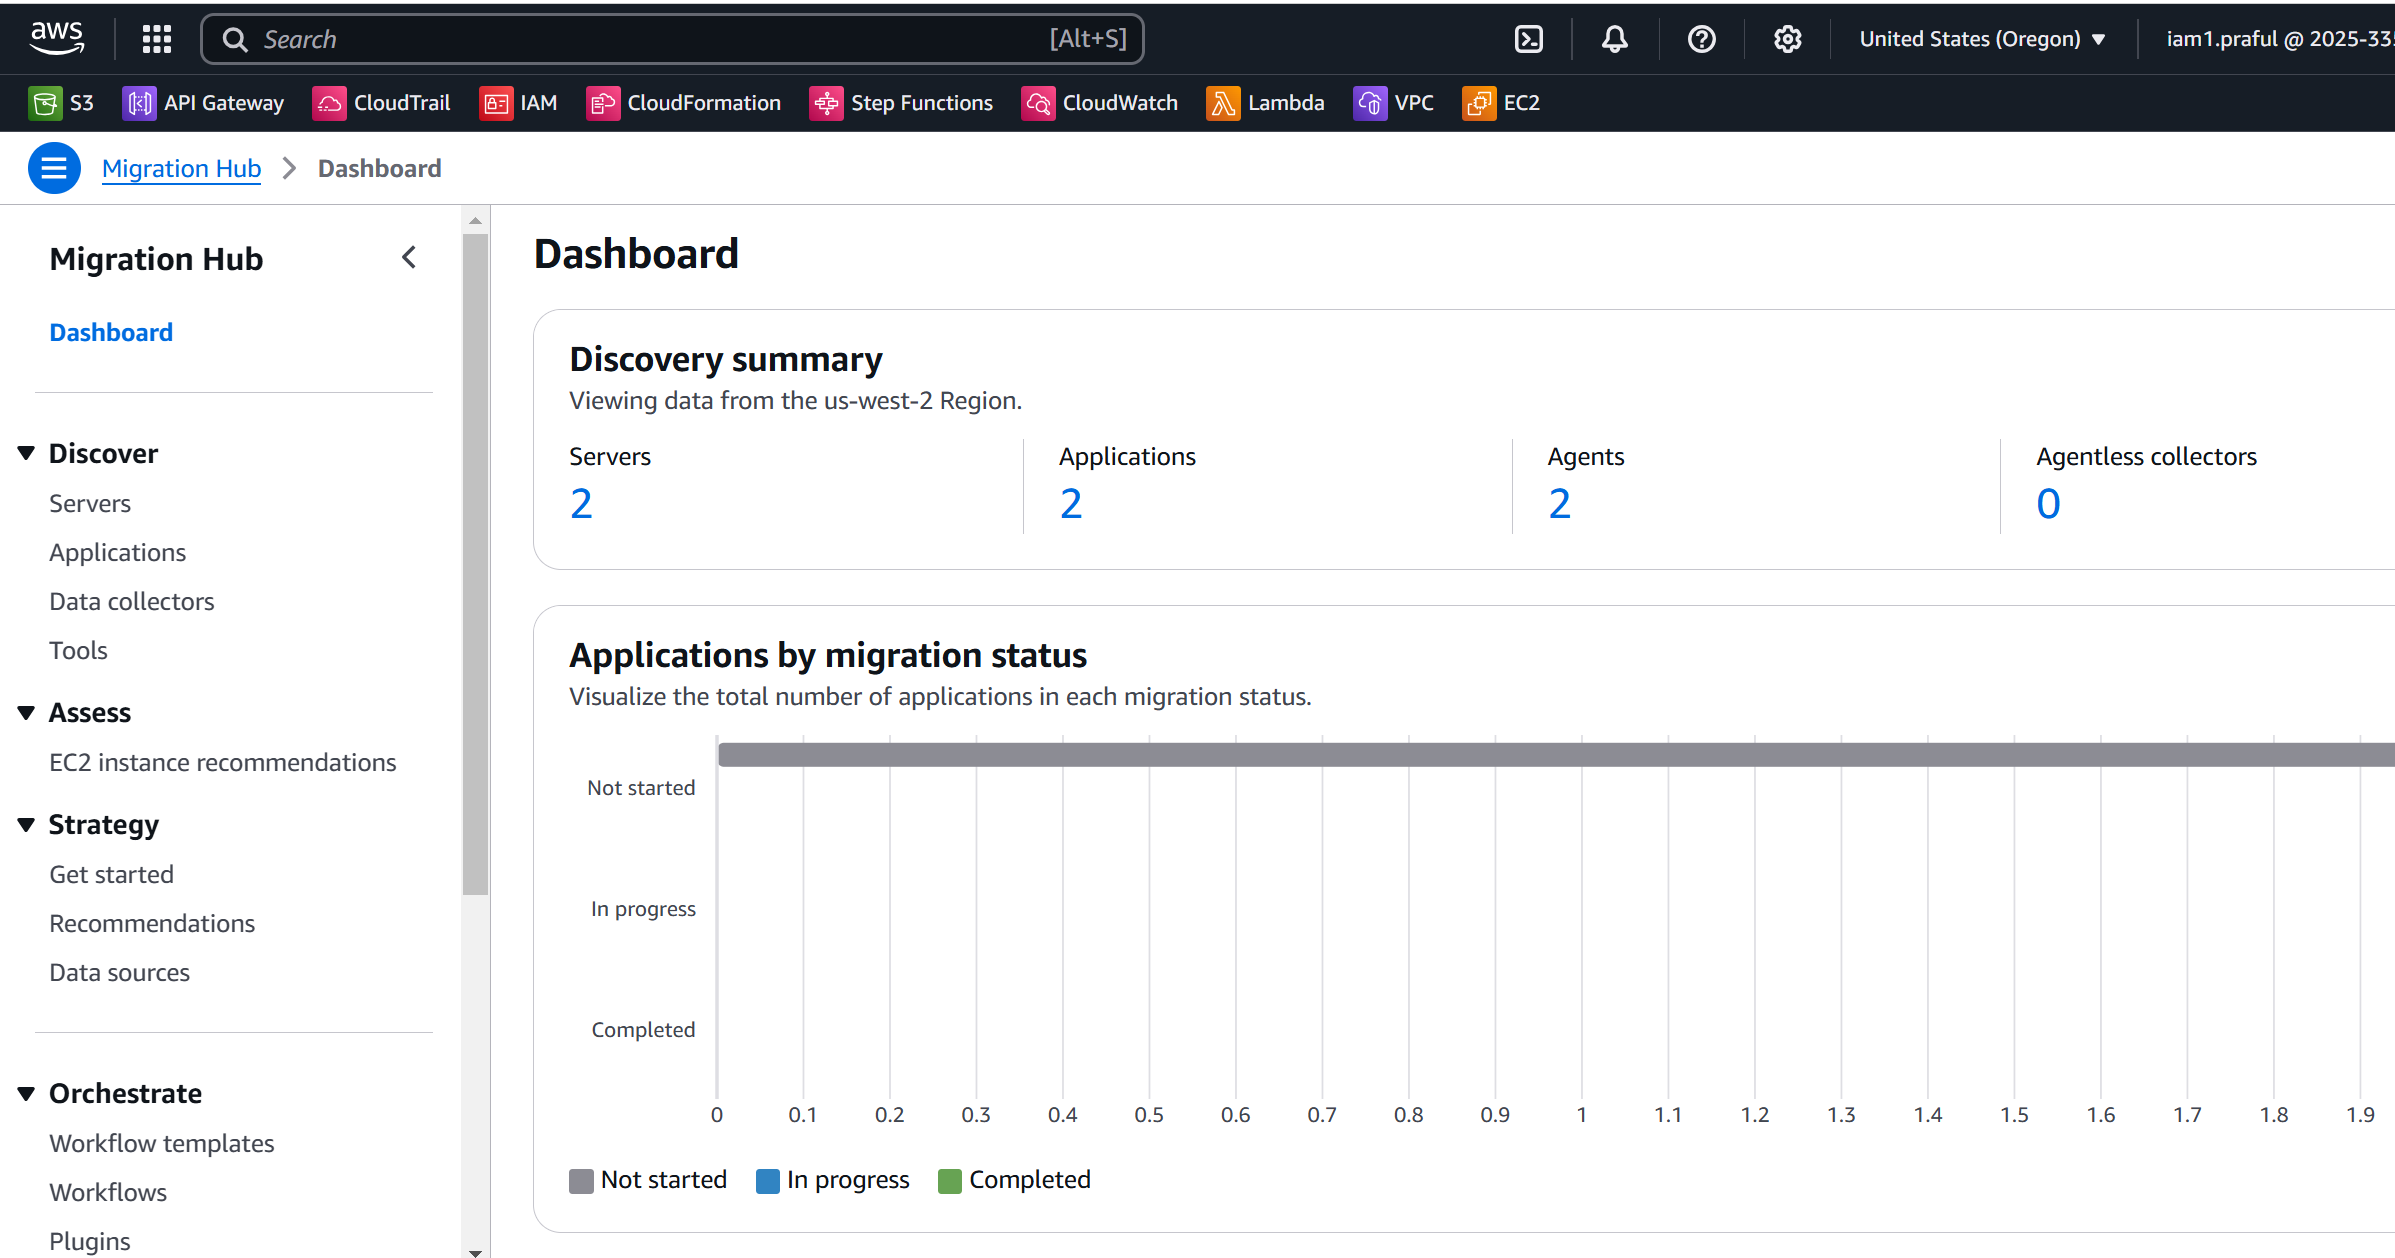 aws
Search [Alt+S]
United States (Oregon)
iam1.praful @ 2025-33
S3 API Gateway CloudTrail IAM CloudFormation Step Functions CloudWatch Lambda VPC EC2
Migration Hub > Dashboard
Migration Hub
Dashboard
Discover
Servers
Applications
Data collectors
Tools
Assess
EC2 instance recommendations
Strategy
Get started
Recommendations
Data sources
Orchestrate
Workflow templates
Workflows
Plugins
Dashboard
Discovery summary
Viewing data from the us-west-2 Region.
Servers
2
Applications
2
Agents
2
Agentless collectors
0
Applications by migration status
Visualize the total number of applications in each migration status.
Not started
In progress
Completed
0 0.1 0.2 0.3 0.4 0.5 0.6 0.7 0.8 0.9 1 1.1 1.2 1.3 1.4 1.5 1.6 1.7 1.8 1.9
Not started In progress Completed